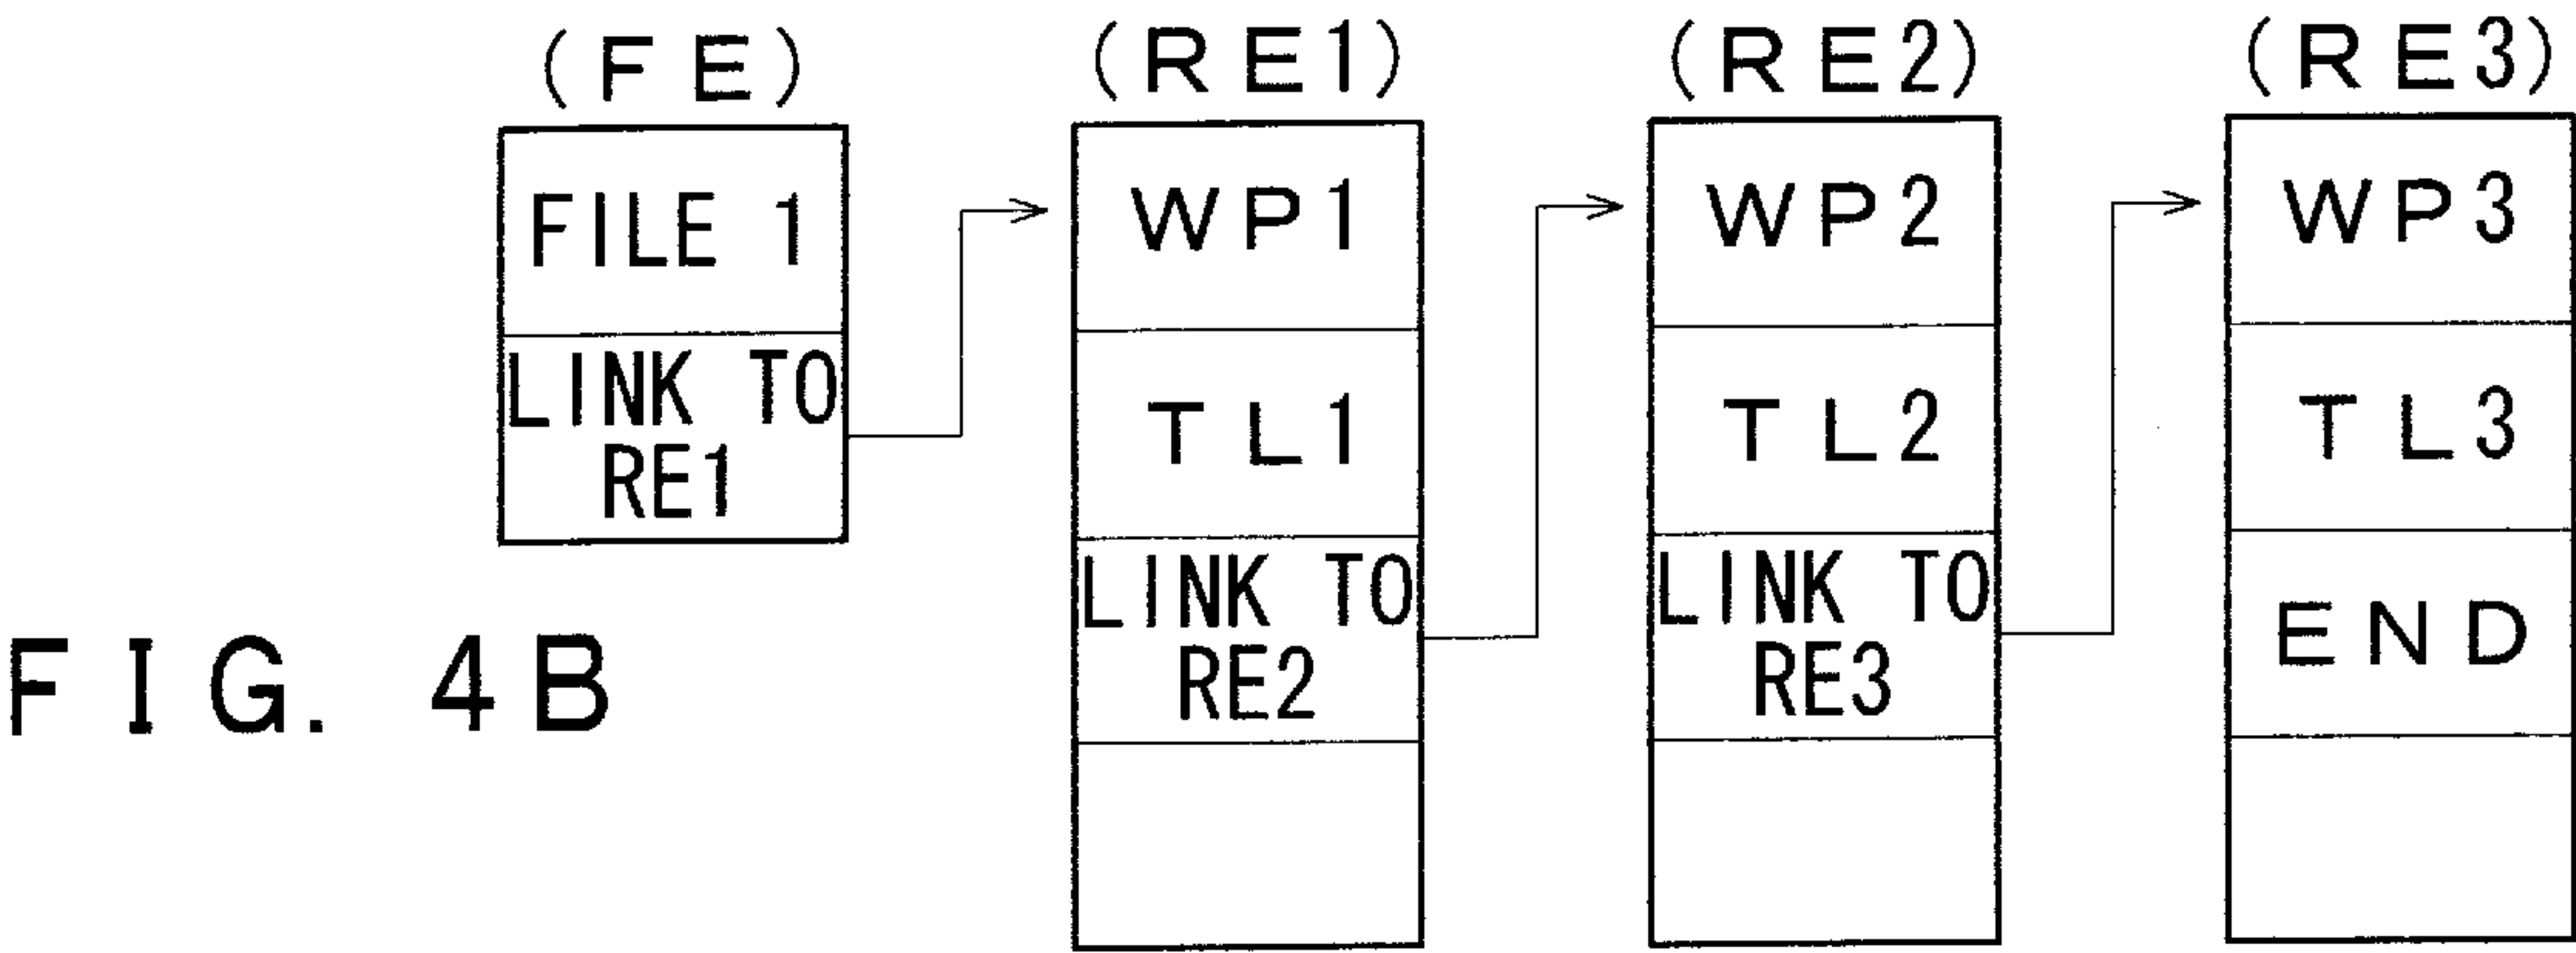 (FE)
FILE 1
LINK TO
RE1
(RE1)
WP1
TL1
LINK TO
RE2
(RE2)
WP2
TL2
LINK TO
RE3
(RE3)
WP3
TL3
END
FIG. 4B